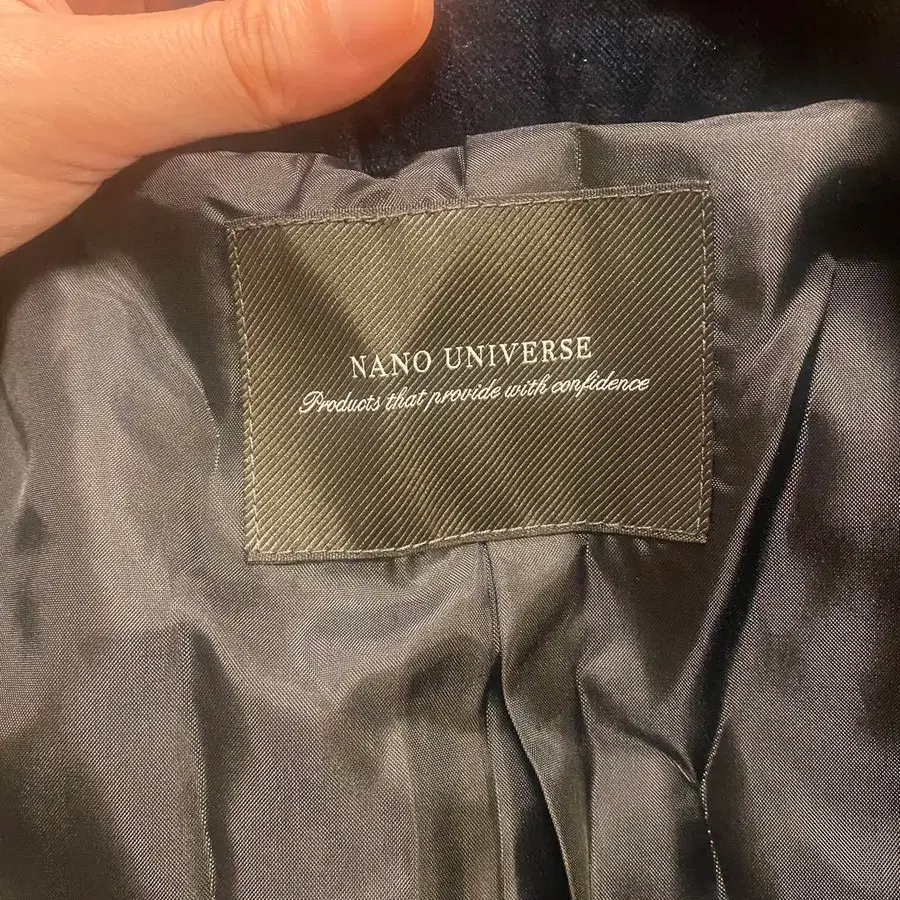 NANO UNIVERSE
Products that provide with confidence